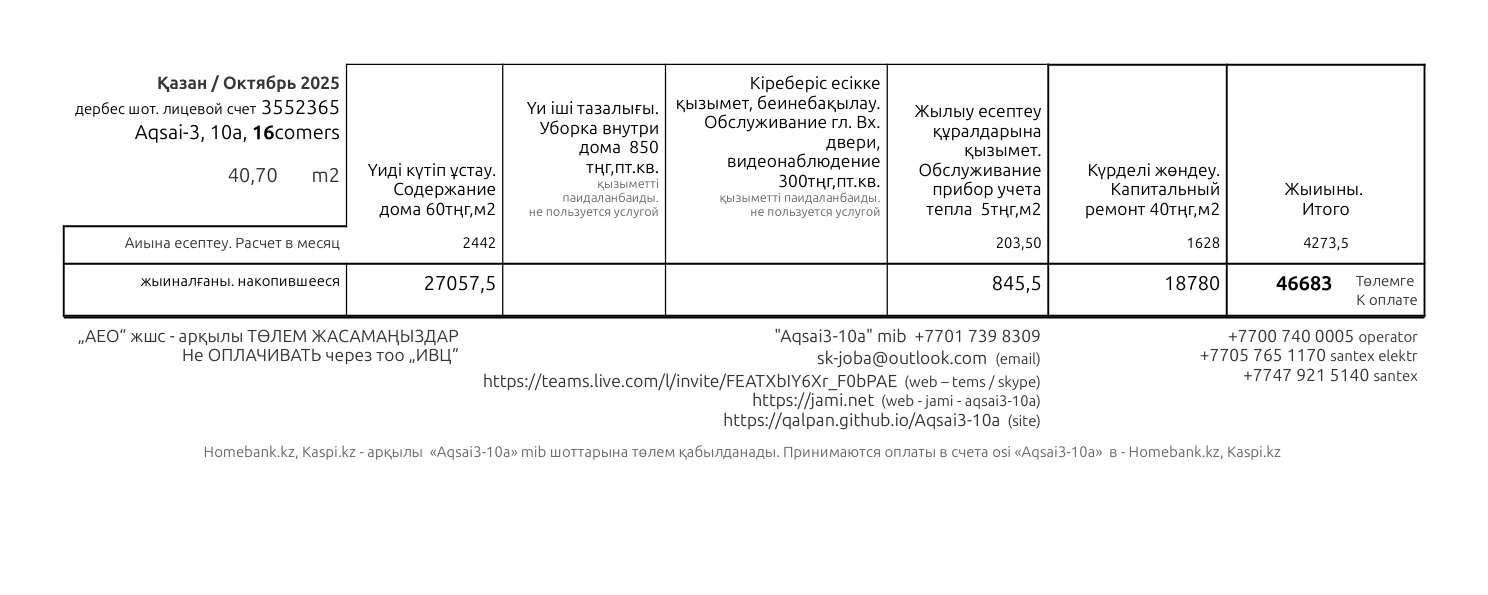 Қазан / Октябрь 2025
дербес шот. лицевой счет 3552365
Aqsai-3, 10a, 16comers
40,70 m2
Үиді күтіп ұстау.
Содержание
дома 60тңг,м2
Үи іші тазалығы.
Уборка внутри
дома 850
тңг,пт.кв.
қызыметті
паидаланбаиды.
не пользуется услугой
Кіреберіс есікке
қызымет, беинебақылау.
Обслуживание гл. Вх.
двери,
видеонаблюдение
300тңг,пт.кв.
қызыметті паидаланбаиды.
не пользуется услугой
Жылыу есептеу
құралдарына
қызымет.
Обслуживание
прибор учета
тепла 5тңг,м2
Күрделі жөндеу.
Капитальный
ремонт 40тңг,м2
Жыиыны.
Итого
Аиына есептеу. Расчет в месяц 2442 203,50 1628 4273,5
жыиналғаны. накопившееся 27057,5 845,5 18780 46683 Төлемге
К оплате
„АЕО“ жшс - арқылы ТӨЛЕМ ЖАСАМАҢЫЗДАР
Не ОПЛАЧИВАТЬ через тоо „ИВЦ“
"Aqsai3-10a" mib +7701 739 8309
sk-joba@outlook.com (email)
https://teams.live.com/l/invite/FEATXbIY6Xr_F0bPAE (web – tems / skype)
https://jami.net (web - jami - aqsai3-10a)
https://qalpan.github.io/Aqsai3-10a (site)
+7700 740 0005 operator
+7705 765 1170 santex elektr
+7747 921 5140 santex
Homebank.kz, Kaspi.kz - арқылы «Aqsai3-10a» mib шоттарына төлем қабылданады. Принимаются оплаты в счета osi «Aqsai3-10a» в - Homebank.kz, Kaspi.kz